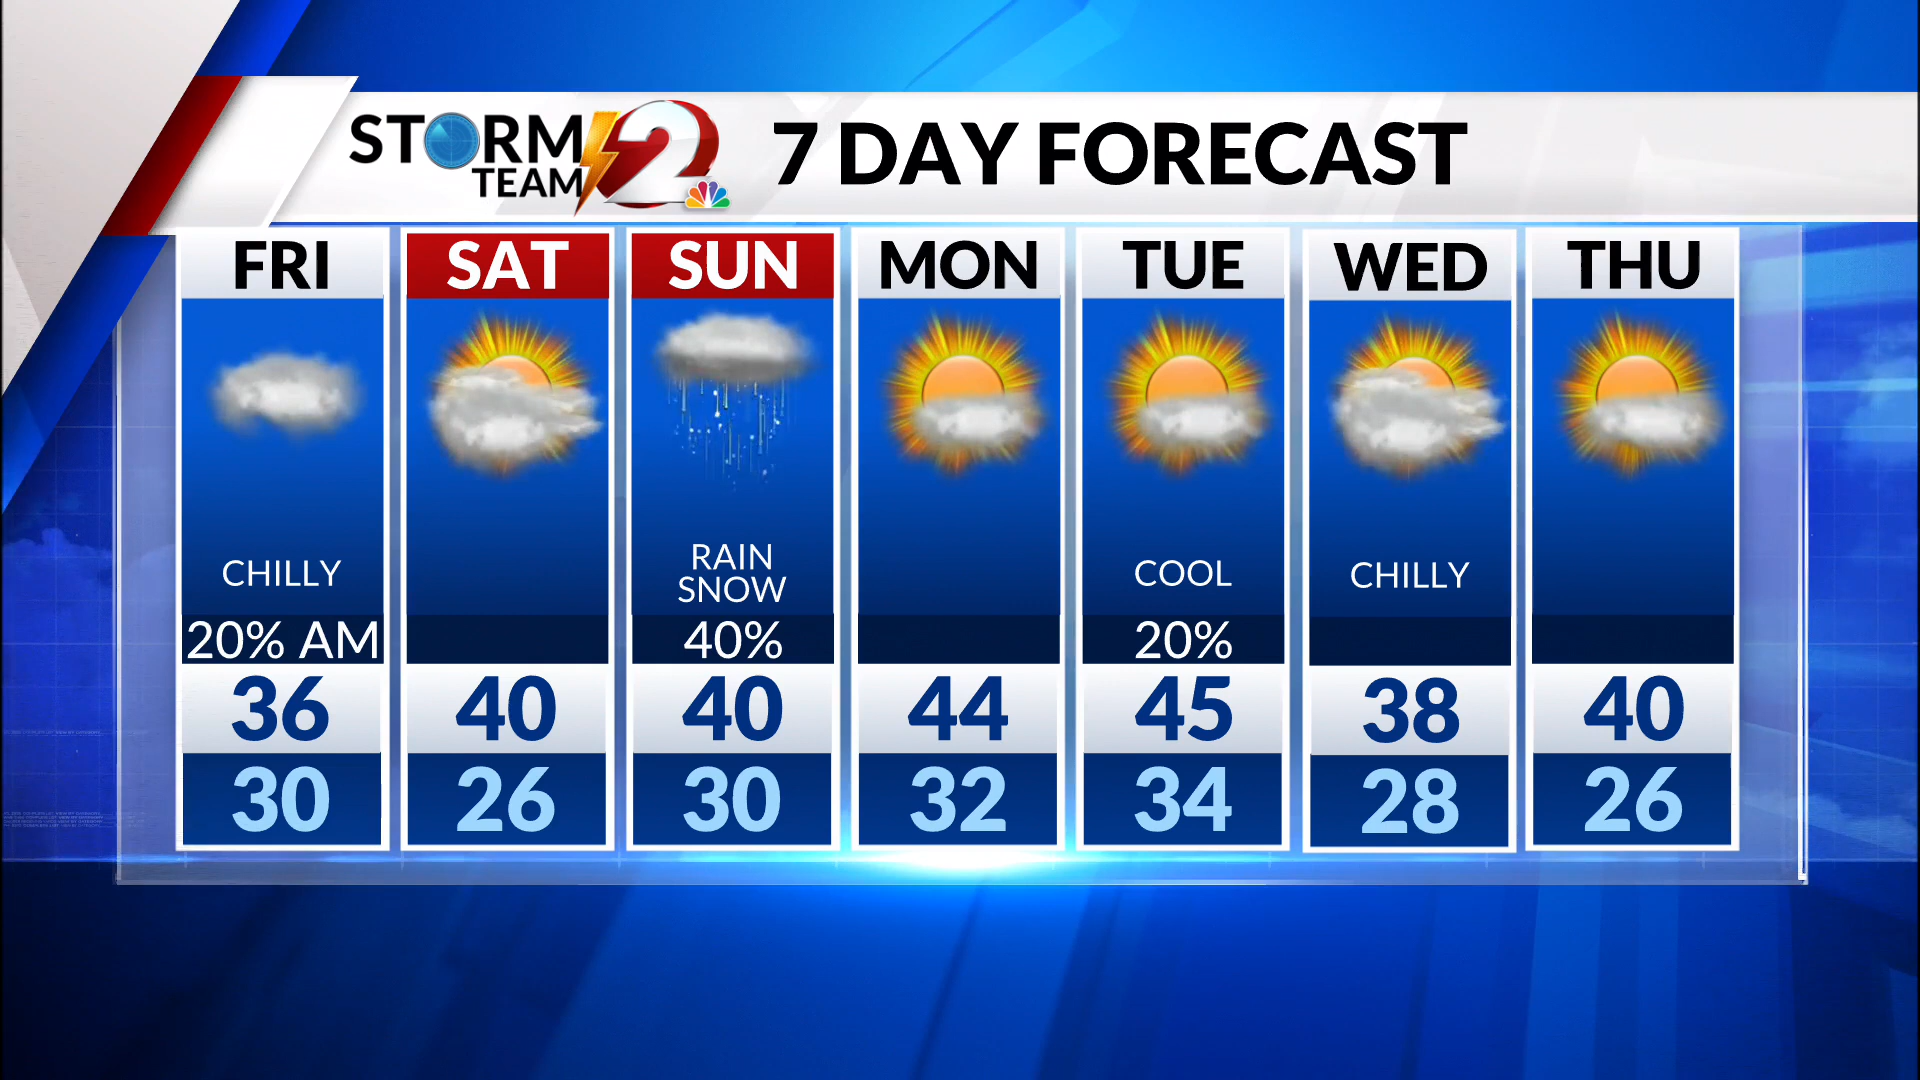 STORM
TEAM
2
7 DAY FORECAST
FRI
SAT
SUN
MON
TUE
WED
THU
CHILLY
RAIN
SNOW
COOL
CHILLY
20% AM
40%
20%
36
40
40
44
45
38
40
30
26
30
32
34
28
26